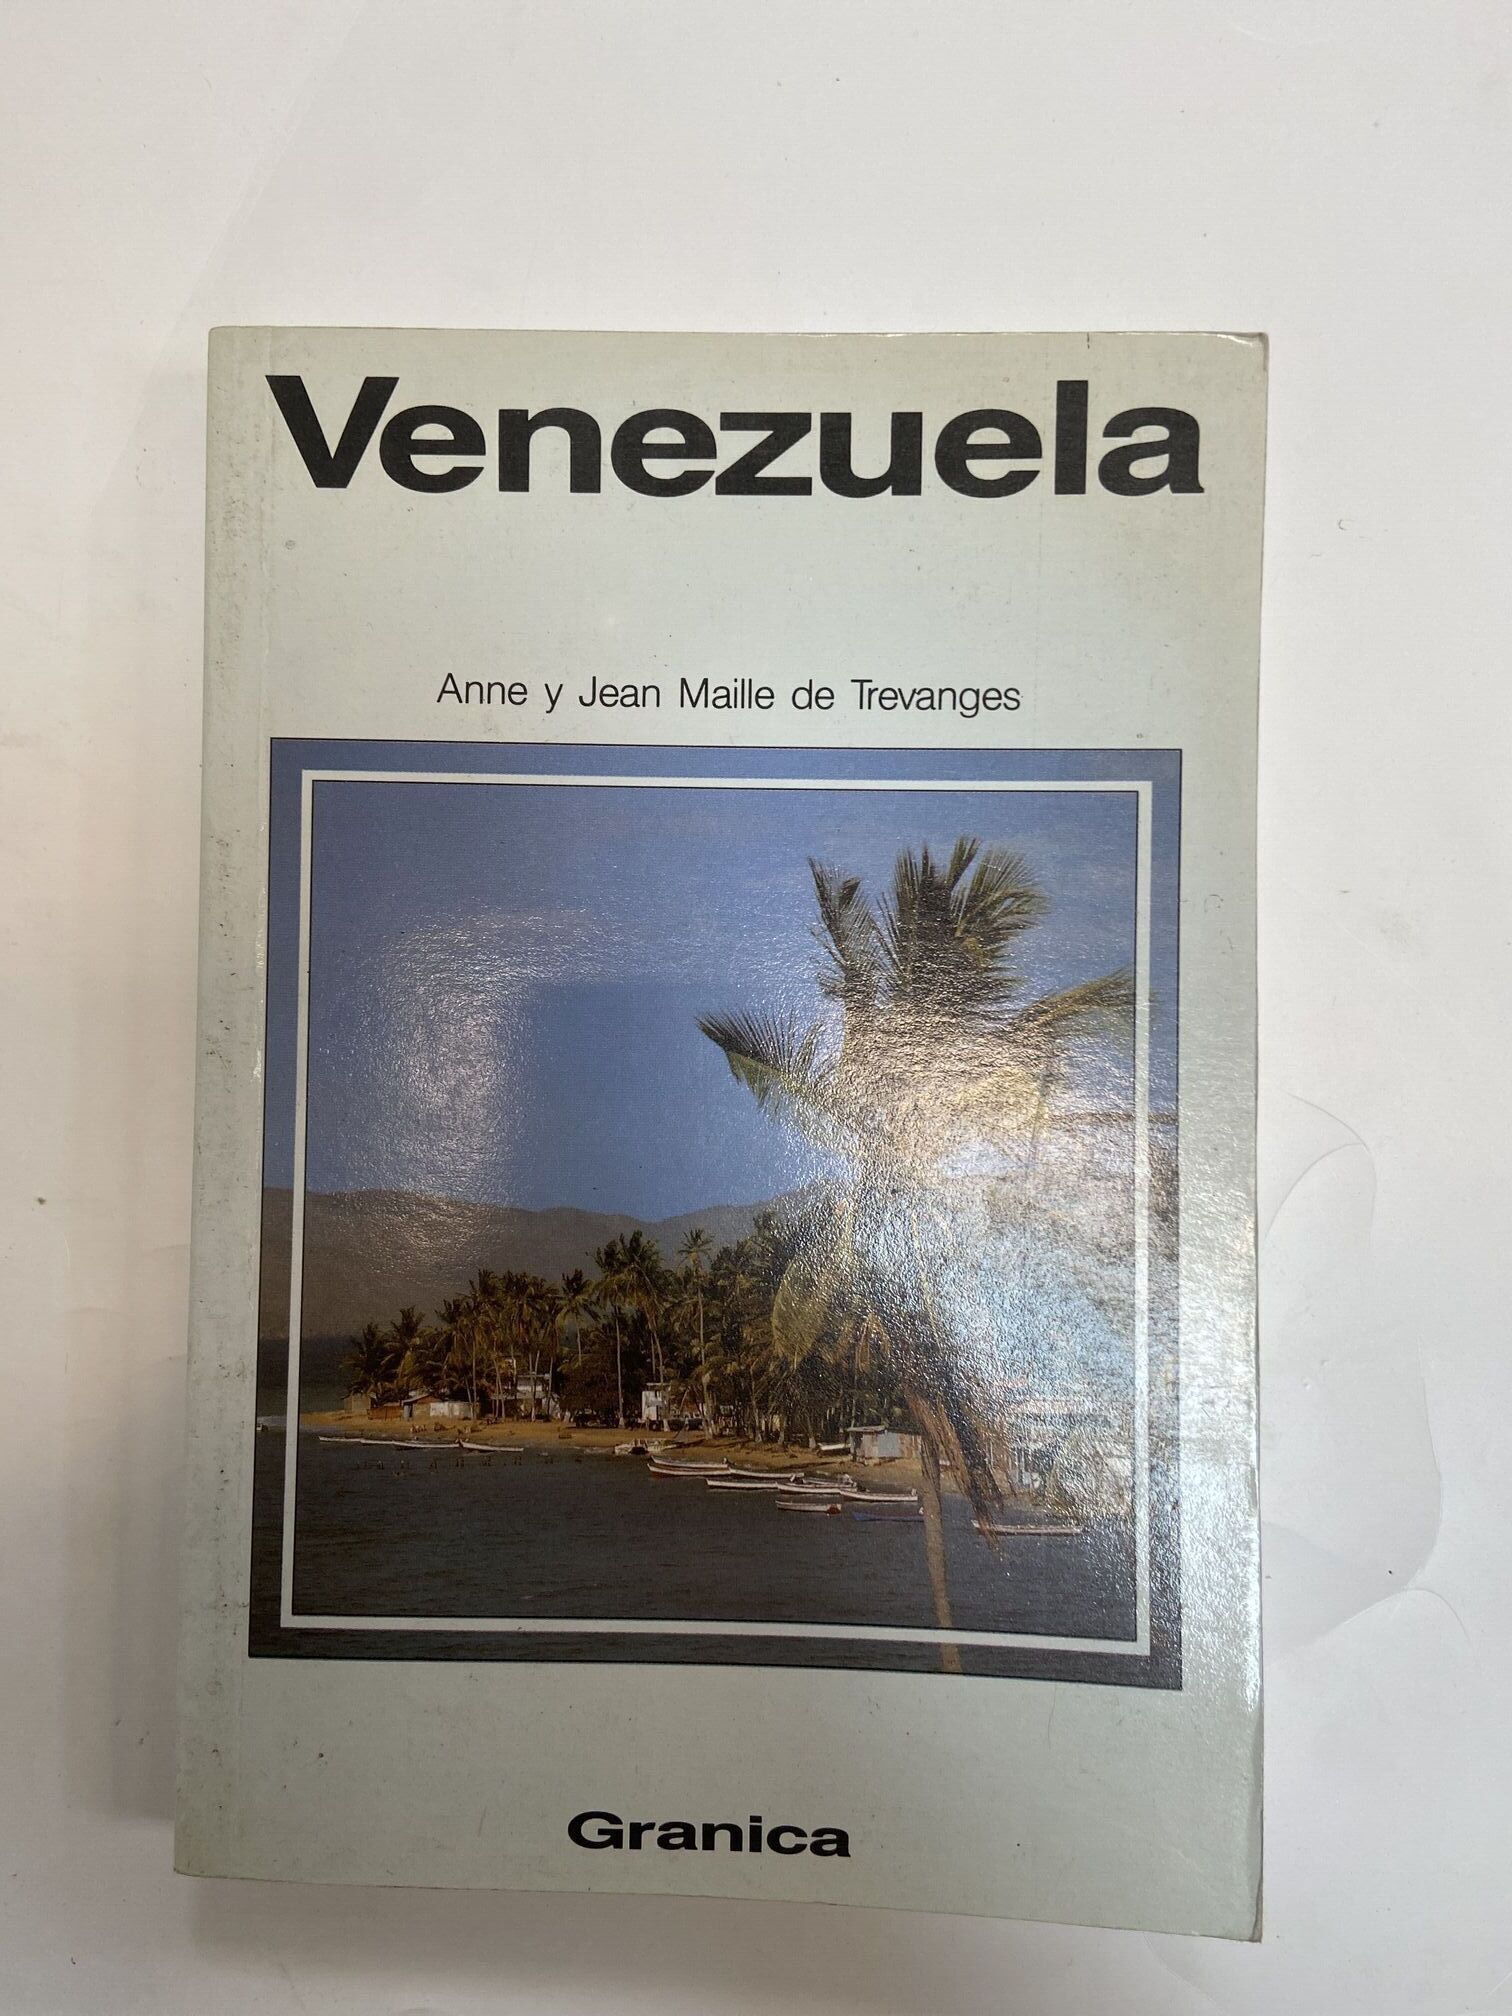 Venezuela
Anne y Jean Maille de Trevanges
Granica